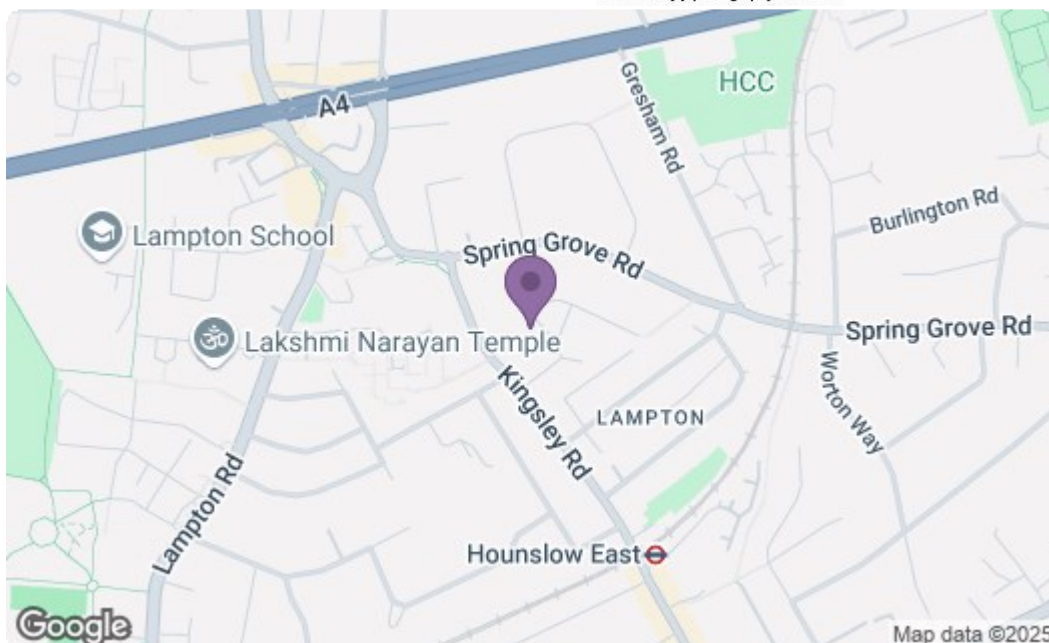 HCC
A4
Gresham Rd
Lampton School
Burlington Rd
Spring Grove Rd
Lakshmi Narayan Temple
Spring Grove Rd
Kingsley Rd
LAMPTON
Worton Way
Lampton Rd
Hounslow East
Google
Map data ©2025